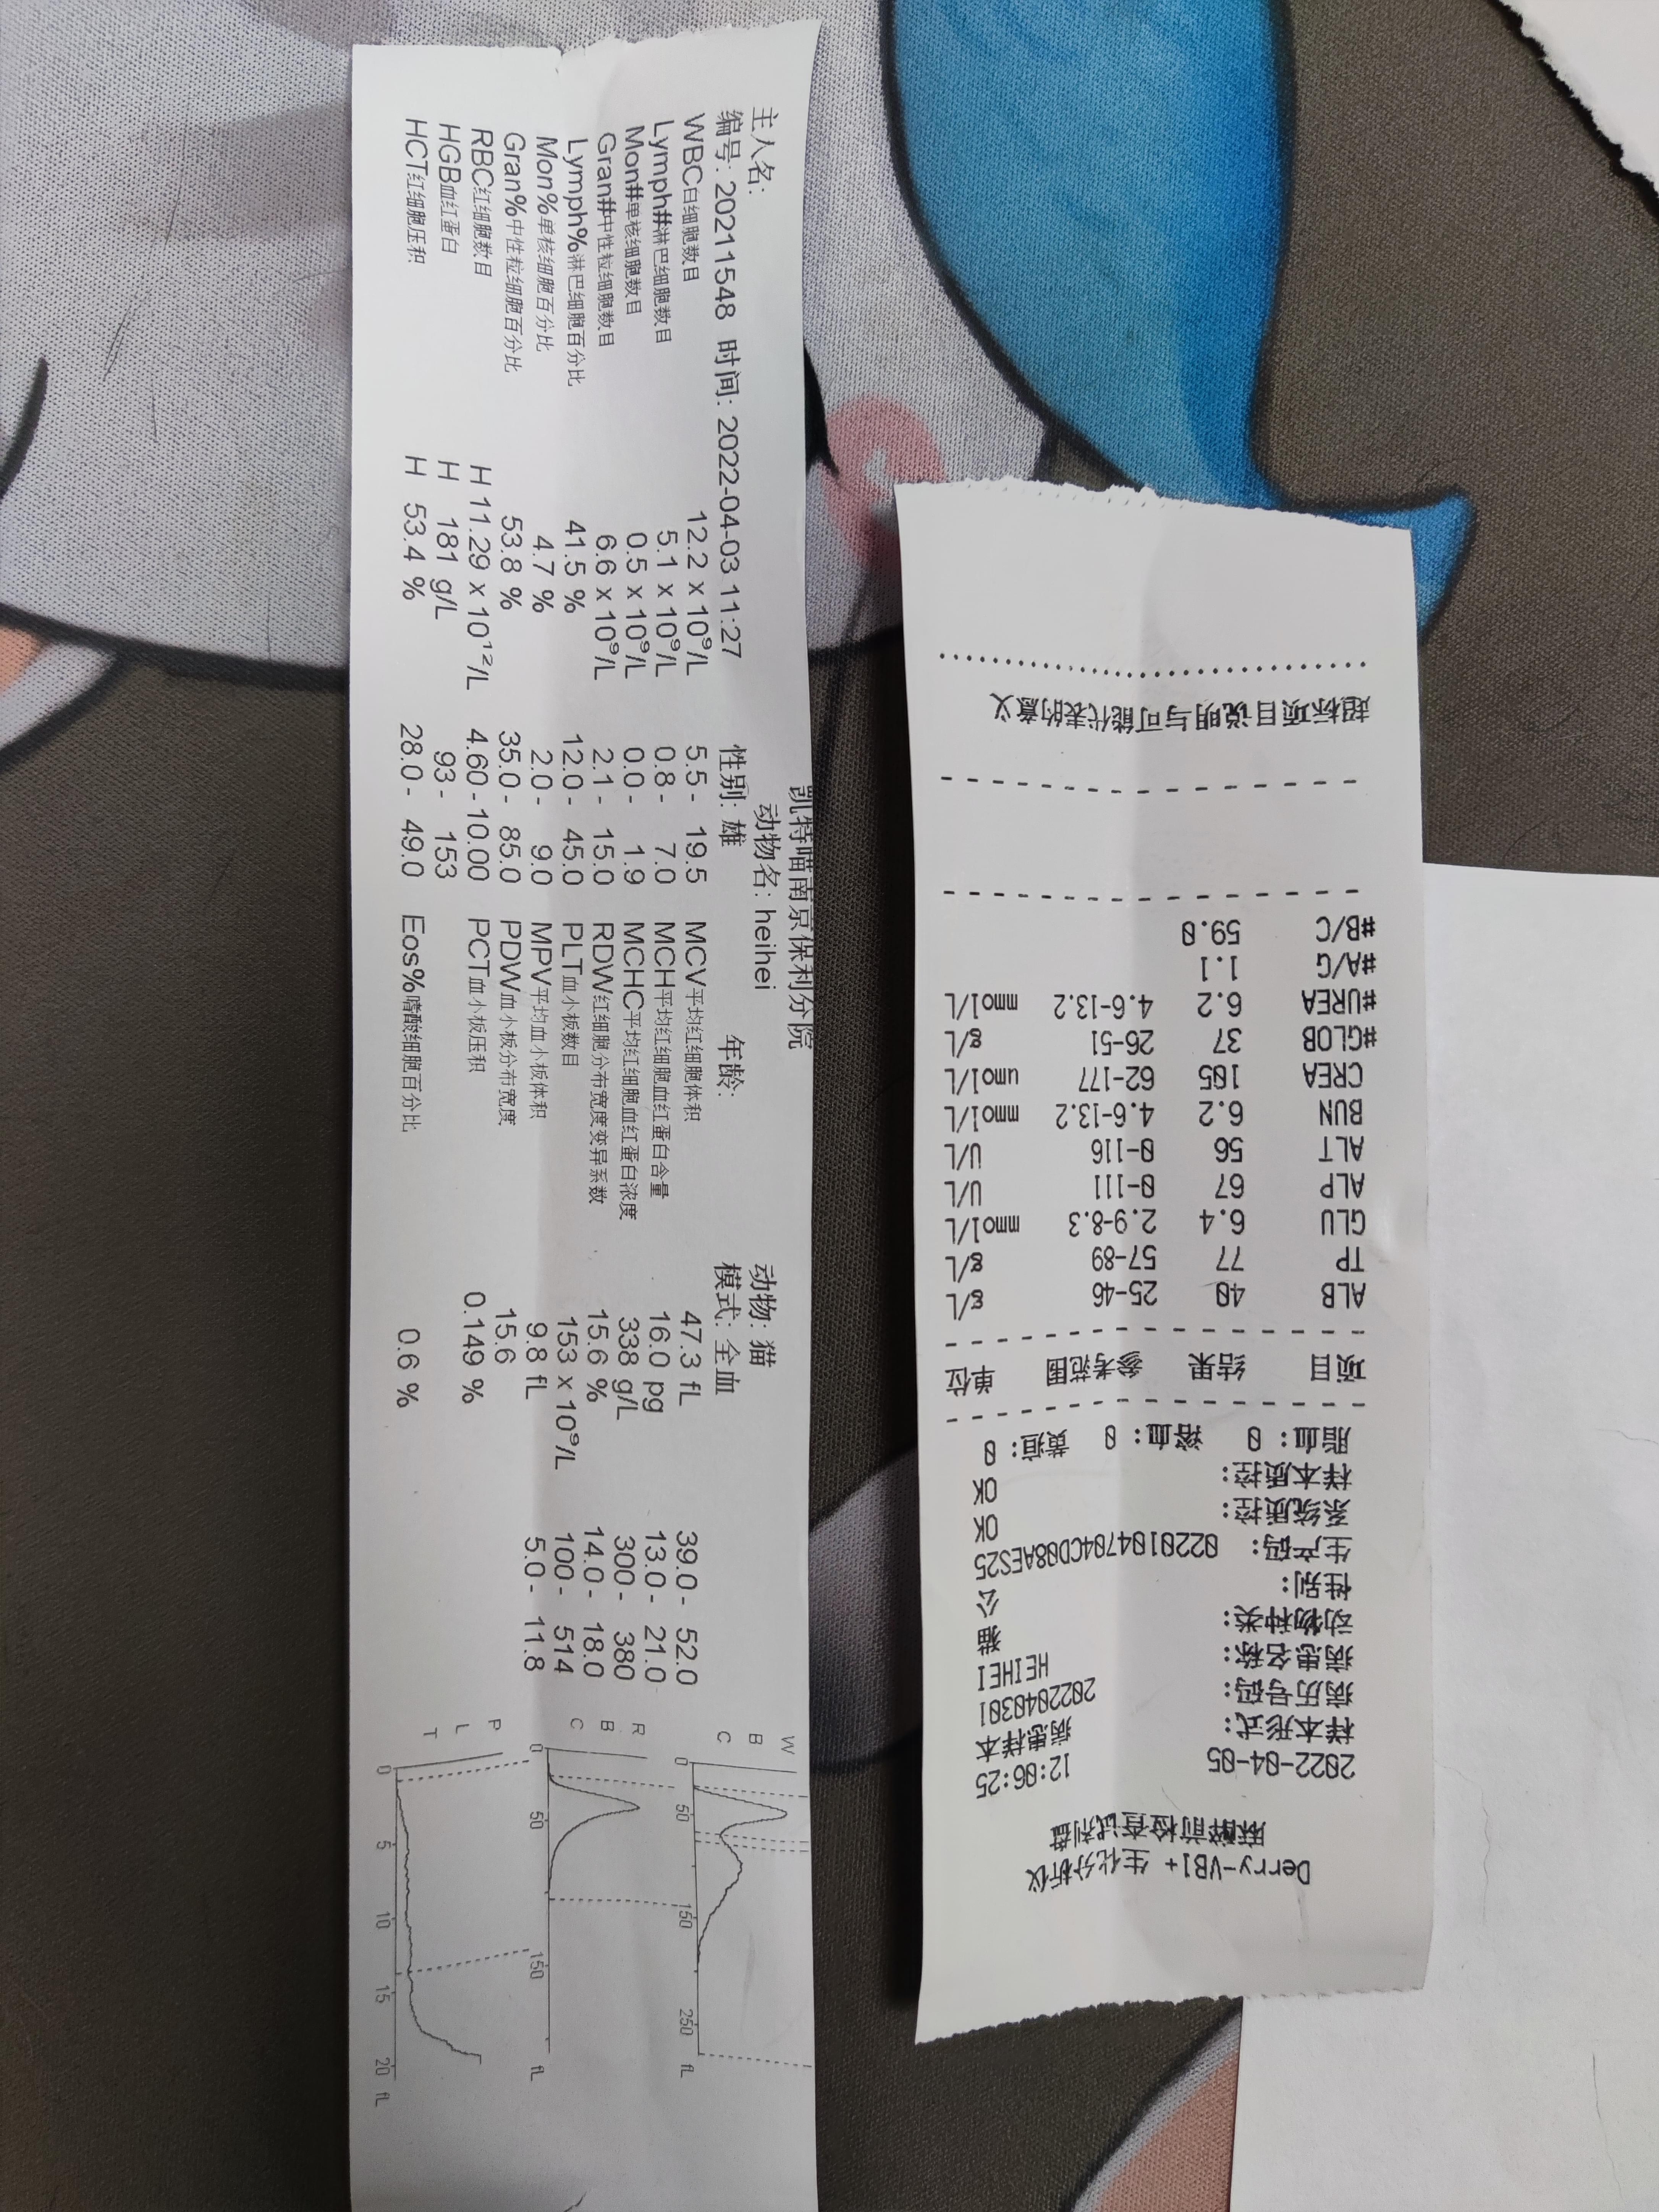 Derry-VB1+ 生化分析仪
麻醉前检查试剂盘
2022-04-05 12:06:25
样本形式: 病患样本
病历号码: 2022040301
病患名称: HEIHEI
动物种类: 猫
性别: 公
生产码: 0220104704CD08AES25
系统质控: OK
样本质控: OK
脂血: 0 溶血: 0 黄疸: 0
项目 结果 参考范围 单位
ALB 40 25-46 g/L
TP 77 57-89 g/L
GLU 6.4 2.9-8.3 mmol/L
ALP 67 0-111 U/L
ALT 56 0-116 U/L
BUN 6.2 4.6-13.2 mmol/L
CREA 105 62-177 umol/L
#GLOB 37 26-51 g/L
#UREA 6.2 4.6-13.2 mmol/L
#A/G 1.1
#B/C 59.0
超标项目说明与可能代表的意义
凯特喵南京保利分院
主人名: 动物名: heihei 动物: 猫
编号: 20211548 时间: 2022-04-03 11:27 性别: 雄 年龄: 模式: 全血
WBC白细胞数目 12.2 x 10⁹/L 5.5 - 19.5 MCV平均红细胞体积 47.3 fL 39.0 - 52.0
Lymph#淋巴细胞数目 5.1 x 10⁹/L 0.8 - 7.0 MCH平均红细胞血红蛋白含量 16.0 pg 13.0 - 21.0
Mon#单核细胞数目 0.5 x 10⁹/L 0.0 - 1.9 MCHC平均红细胞血红蛋白浓度 338 g/L 300 - 380
Gran#中性粒细胞数目 6.6 x 10⁹/L 2.1 - 15.0 RDW红细胞分布宽度变异系数 15.6 % 14.0 - 18.0
Lymph%淋巴细胞百分比 41.5 % 12.0 - 45.0 PLT血小板数目 153 x 10⁹/L 100 - 514
Mon%单核细胞百分比 4.7 % 2.0 - 9.0 MPV平均血小板体积 9.8 fL 5.0 - 11.8
Gran%中性粒细胞百分比 53.8 % 35.0 - 85.0 PDW血小板分布宽度 15.6
RBC红细胞数目 H 11.29 x 10¹²/L 4.60 - 10.00 PCT血小板压积 0.149 %
HGB血红蛋白 H 181 g/L 93 - 153
HCT红细胞压积 H 53.4 % 28.0 - 49.0 Eos%嗜酸细胞百分比 0.6 %
WBC
0 50 150 250 fL
RBC
0 50 150 fL
PLT
0 5 10 15 20 fL